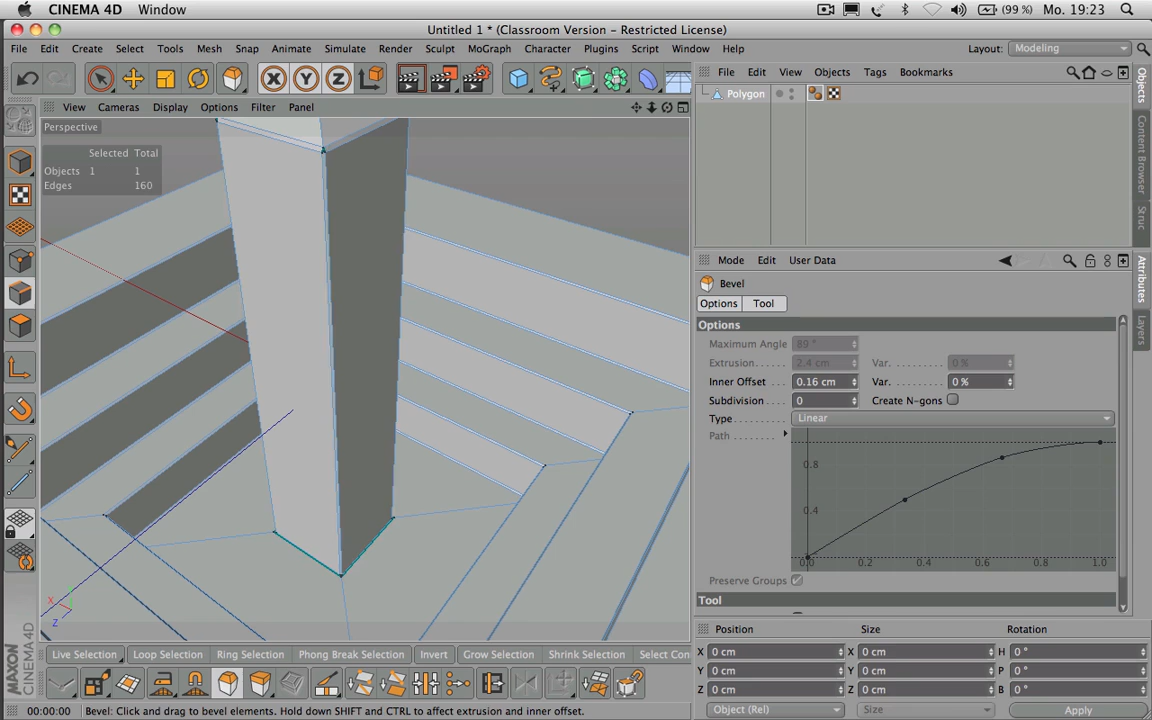 CINEMA 4D Window (99 %) Mo. 19:23
Untitled 1 * (Classroom Version - Restricted License)
File Edit Create Select Tools Mesh Snap Animate Simulate Render Sculpt MoGraph Character Plugins Script Window Help Layout: Modeling
X Y Z
File Edit View Objects Tags Bookmarks
Polygon
View Cameras Display Options Filter Panel
Perspective
Selected Total
Objects 1 1
Edges 160
Mode Edit User Data
Bevel
Options Tool
Options
Maximum Angle 89 °
Extrusion 2.4 cm Var. 0 %
Inner Offset 0.16 cm Var. 0 %
Subdivision 0 Create N-gons
Type Linear
Path
0.8
0.4
0.0 0.2 0.4 0.6 0.8 1.0
Preserve Groups
Tool
Objects
Content Browser
Struc
Attributes
Layers
X
Y
Z
Position Size Rotation
X 0 cm X 0 cm H 0 °
Y 0 cm Y 0 cm P 0 °
Z 0 cm Z 0 cm B 0 °
Object (Rel) Size Apply
Live Selection Loop Selection Ring Selection Phong Break Selection Invert Grow Selection Shrink Selection Select Con
MAXON CINEMA 4D
00:00:00 Bevel: Click and drag to bevel elements. Hold down SHIFT and CTRL to affect extrusion and inner offset.